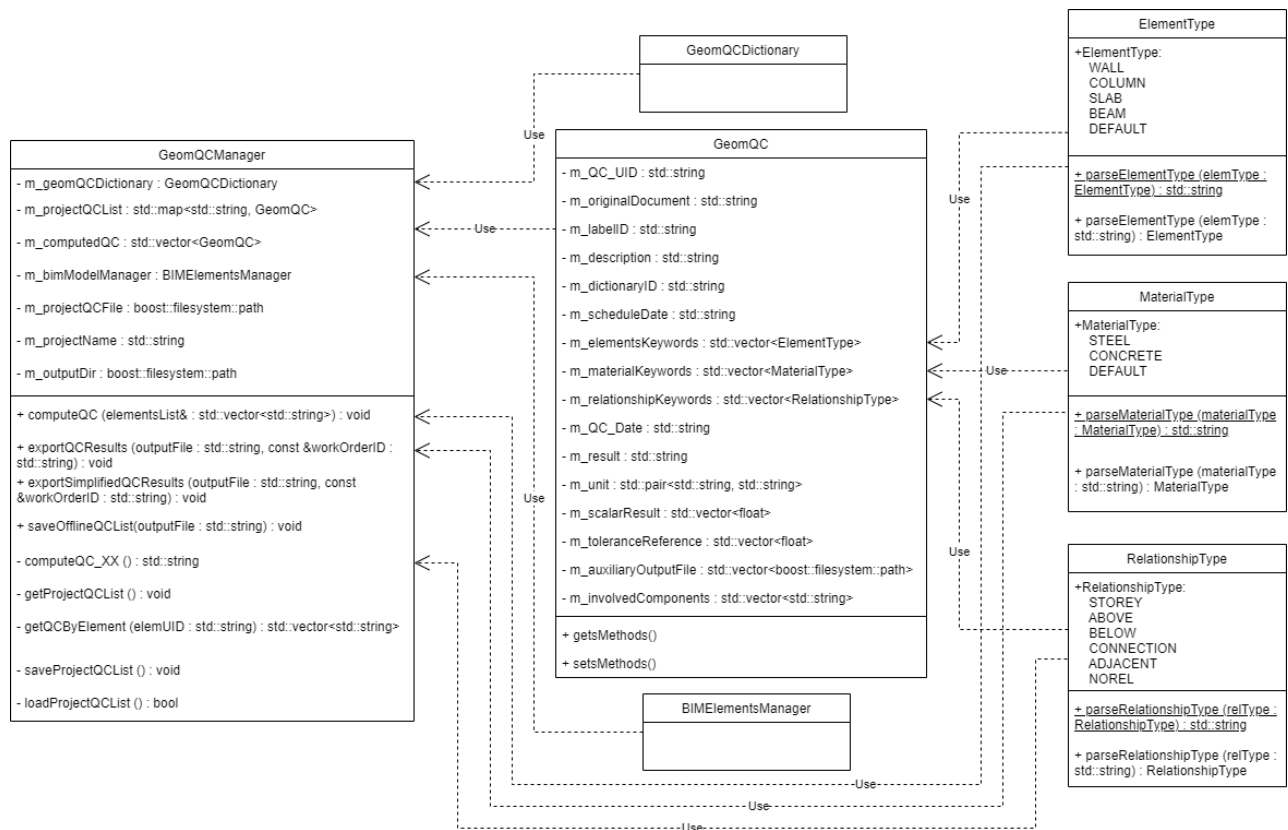 GeomQCDictionary
Use
GeomQCManager
- m_geomQCDictionary : GeomQCDictionary
- m_projectQCList : std::map<std::string, GeomQC>
- m_computedQC : std::vector<GeomQC>
- m_bimModelManager : BIMElementsManager
- m_projectQCFile : boost::filesystem::path
- m_projectName : std::string
- m_outputDir : boost::filesystem::path
+ computeQC (elementsList& : std::vector<std::string>) : void
+ exportQCResults (outputFile : std::string, const &workOrderID :
std::string) : void
+ exportSimplifiedQCResults (outputFile : std::string, const
&workOrderID : std::string) : void
+ saveOfflineQCList(outputFile : std::string) : void
- computeQC_XX () : std::string
- getProjectQCList () : void
- getQCByElement (elemUID : std::string) : std::vector<std::string>
- saveProjectQCList () : void
- loadProjectQCList () : bool
Use
Use
GeomQC
- m_QC_UID : std::string
- m_originalDocument : std::string
- m_labelID : std::string
- m_description : std::string
- m_dictionaryID : std::string
- m_scheduleDate : std::string
- m_elementsKeywords : std::vector<ElementType>
- m_materialKeywords : std::vector<MaterialType>
- m_relationshipKeywords : std::vector<RelationshipType>
- m_QC_Date : std::string
- m_result : std::string
- m_unit : std::pair<std::string, std::string>
- m_scalarResult : std::vector<float>
- m_toleranceReference : std::vector<float>
- m_auxiliaryOutputFile : std::vector<boost::filesystem::path>
- m_involvedComponents : std::vector<std::string>
+ getsMethods()
+ setsMethods()
BIMElementsManager
Use
Use
Use
ElementType
+ElementType:
WALL
COLUMN
SLAB
BEAM
DEFAULT
+ parseElementType (elemType :
ElementType) : std::string
+ parseElementType (elemType :
std::string) : ElementType
MaterialType
+MaterialType:
STEEL
CONCRETE
DEFAULT
+ parseMaterialType (materialType
: MaterialType) : std::string
+ parseMaterialType (materialType
: std::string) : MaterialType
RelationshipType
+RelationshipType:
STOREY
ABOVE
BELOW
CONNECTION
ADJACENT
NOREL
+ parseRelationshipType (relType :
RelationshipType) : std::string
+ parseRelationshipType (relType :
std::string) : RelationshipType
Use
Use
Use